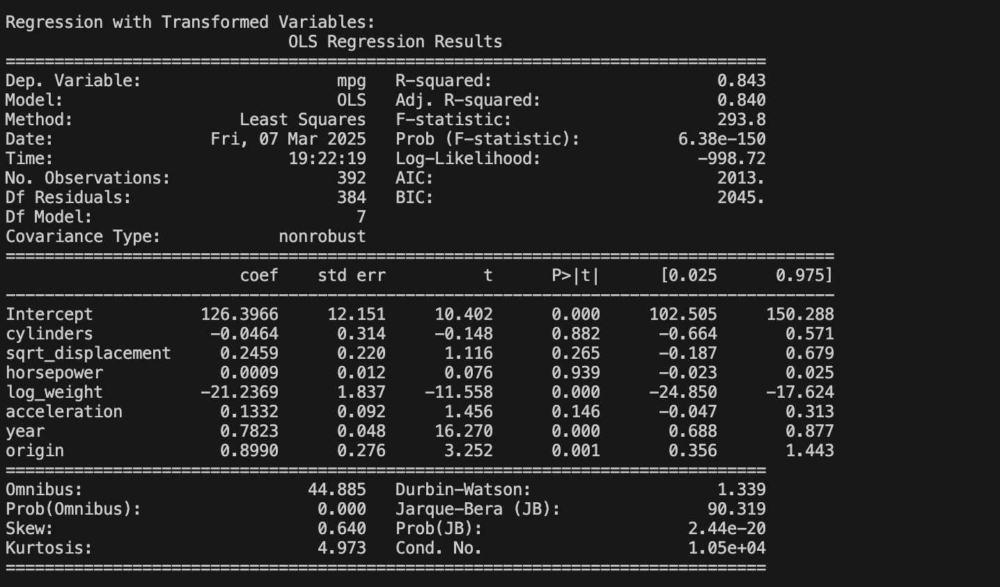 Regression with Transformed Variables:
                             OLS Regression Results
==============================================================================
Dep. Variable:                    mpg   R-squared:                       0.843
Model:                            OLS   Adj. R-squared:                  0.840
Method:                 Least Squares   F-statistic:                     293.8
Date:                Fri, 07 Mar 2025   Prob (F-statistic):          6.38e-150
Time:                        19:22:19   Log-Likelihood:                -998.72
No. Observations:                 392   AIC:                             2013.
Df Residuals:                     384   BIC:                             2045.
Df Model:                           7
Covariance Type:            nonrobust
=====================================================================================
                        coef    std err          t      P>|t|      [0.025      0.975]
-------------------------------------------------------------------------------------
Intercept           126.3966     12.151     10.402      0.000     102.505     150.288
cylinders            -0.0464      0.314     -0.148      0.882      -0.664       0.571
sqrt_displacement     0.2459      0.220      1.116      0.265      -0.187       0.679
horsepower            0.0009      0.012      0.076      0.939      -0.023       0.025
log_weight          -21.2369      1.837    -11.558      0.000     -24.850     -17.624
acceleration          0.1332      0.092      1.456      0.146      -0.047       0.313
year                  0.7823      0.048     16.270      0.000       0.688       0.877
origin                0.8990      0.276      3.252      0.001       0.356       1.443
==============================================================================
Omnibus:                       44.885   Durbin-Watson:                   1.339
Prob(Omnibus):                  0.000   Jarque-Bera (JB):               90.319
Skew:                           0.640   Prob(JB):                     2.44e-20
Kurtosis:                       4.973   Cond. No.                     1.05e+04
==============================================================================